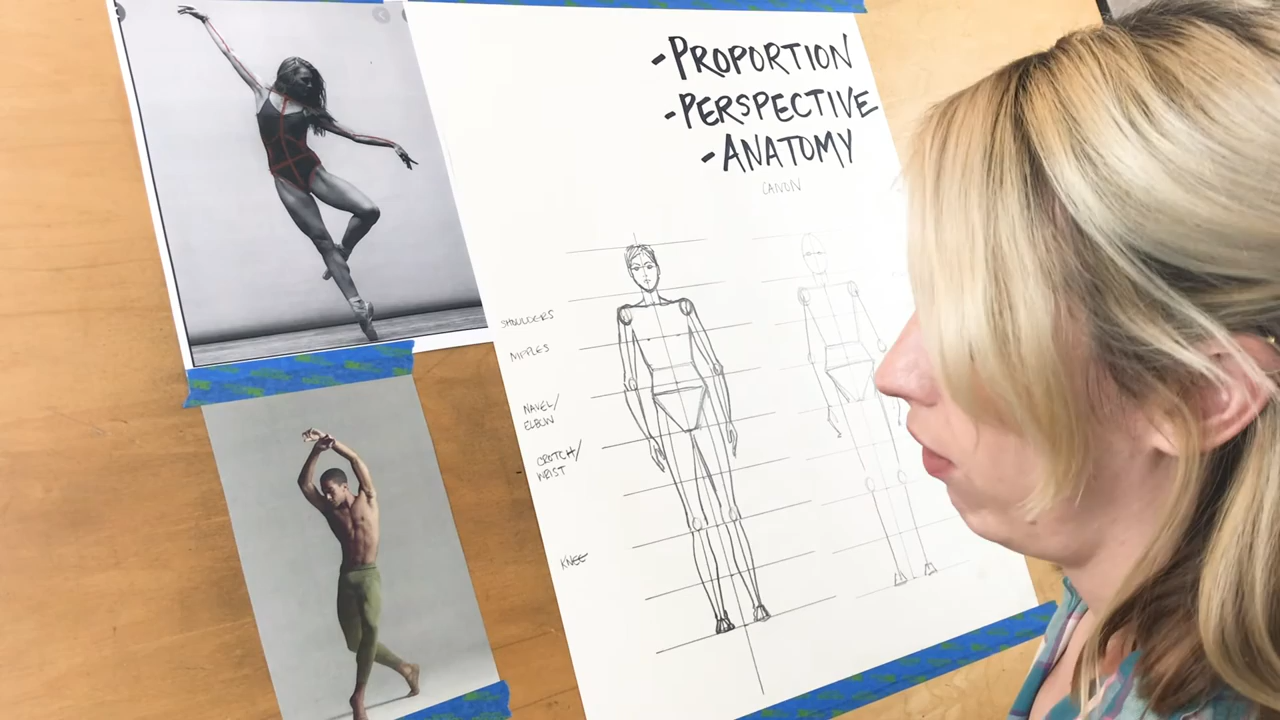 -PROPORTION
-PERSPECTIVE
-ANATOMY
CANON
SHOULDERS
NIPPLES
NAVEL/
ELBOW
CROTCH/
WRIST
KNEE